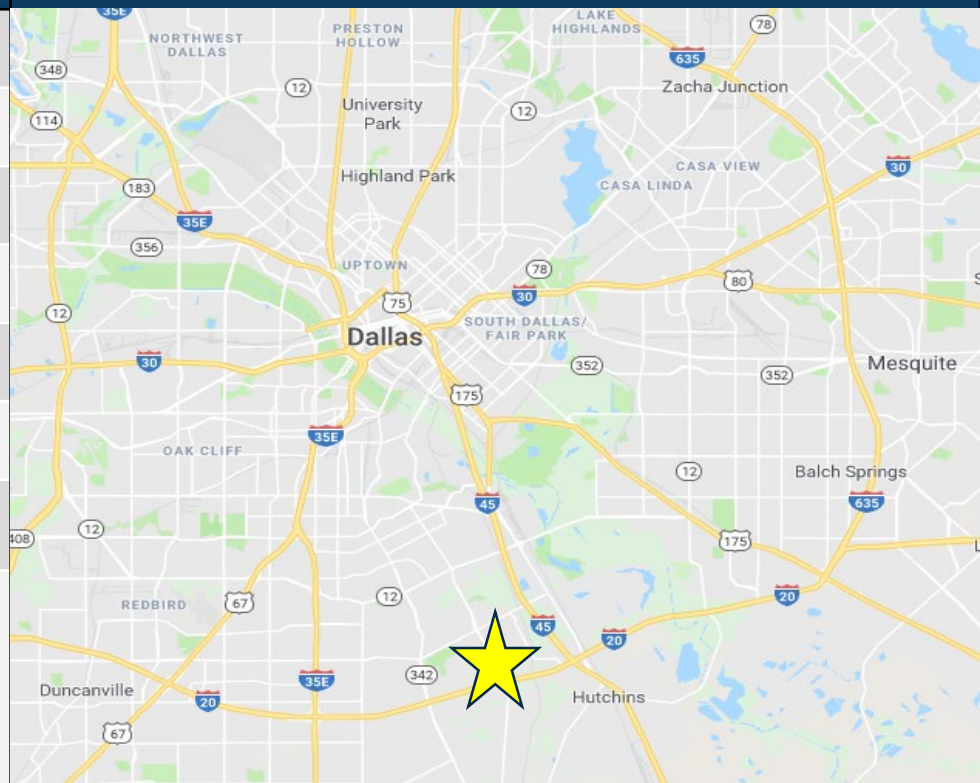 35E
NORTHWEST
DALLAS
PRESTON
HOLLOW
LAKE
HIGHLANDS
78
635
348
12
Zacha Junction
114
University
Park
12
30
183
Highland Park
CASA VIEW
CASA LINDA
35E
356
UPTOWN
78
80
12
75
30
Dallas
SOUTH DALLAS/
FAIR PARK
30
352
352
Mesquite
175
35E
OAK CLIFF
12
Balch Springs
45
635
12
408
175
REDBIRD
67
12
20
45
20
342
35E
Duncanville
20
Hutchins
67